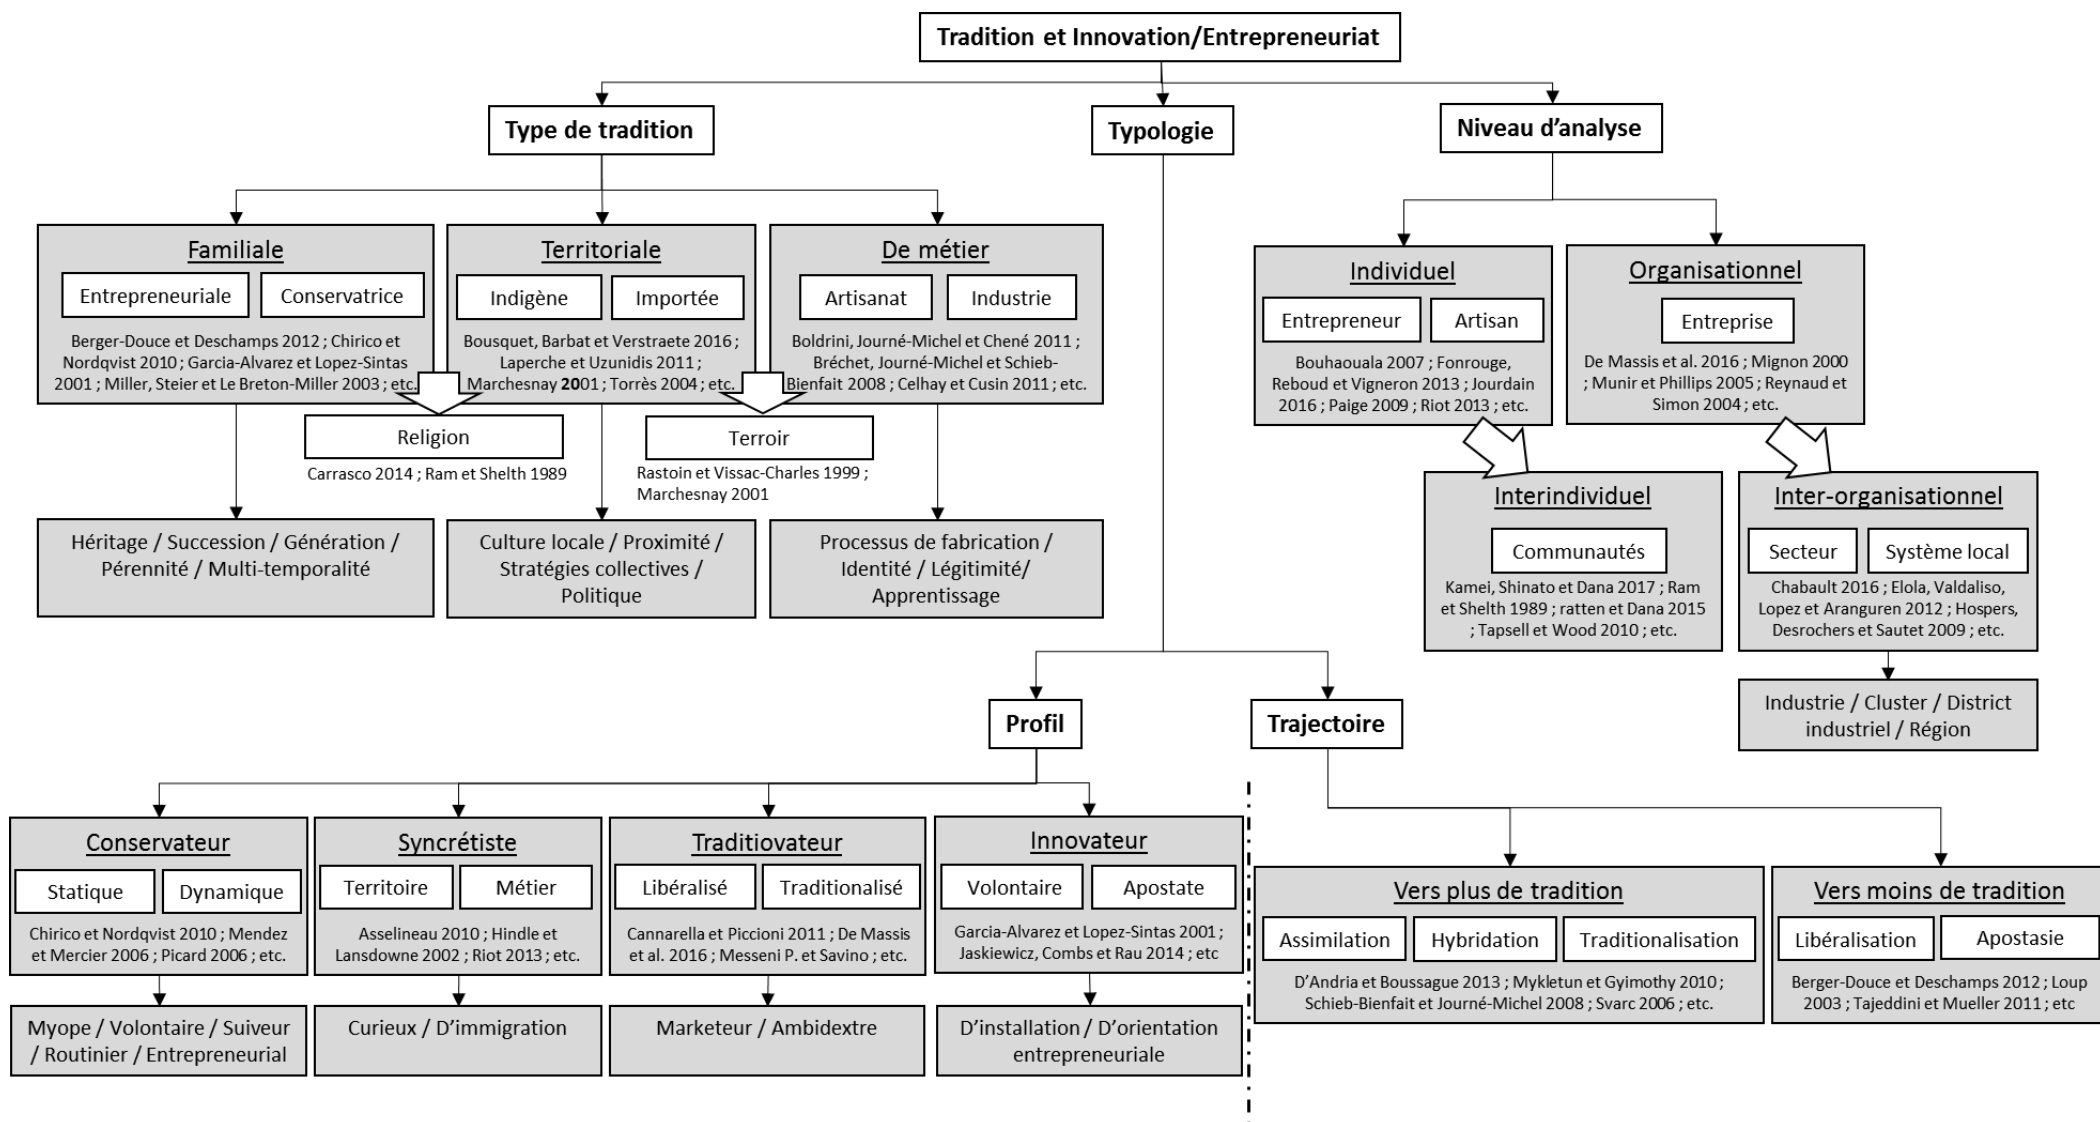 Tradition et Innovation/Entrepreneuriat
Type de tradition
Typologie
Niveau d'analyse
Familiale
Entrepreneuriale
Conservatrice
Berger-Douce et Deschamps 2012 ; Chirico et
Nordqvist 2010 ; Garcia-Alvarez et Lopez-Sintas
2001 ; Miller, Steier et Le Breton-Miller 2003 ; etc.
Territoriale
Indigène
Importée
Bousquet, Barbat et Verstraete 2016 ;
Laperche et Uzunidis 2011 ;
Marchesnay 2001 ; Torrès 2004 ; etc.
De métier
Artisanat
Industrie
Boldrini, Journé-Michel et Chené 2011 ;
Bréchet, Journé-Michel et Schieb-
Bienfait 2008 ; Celhay et Cusin 2011 ; etc.
Religion
Carrasco 2014 ; Ram et Shelth 1989
Terroir
Rastoin et Vissac-Charles 1999 ;
Marchesnay 2001
Héritage / Succession / Génération /
Pérennité / Multi-temporalité
Culture locale / Proximité /
Stratégies collectives /
Politique
Processus de fabrication /
Identité / Légitimité/
Apprentissage
Individuel
Entrepreneur
Artisan
Bouhaouala 2007 ; Fonrouge,
Reboud et Vigneron 2013 ; Jourdain
2016 ; Paige 2009 ; Riot 2013 ; etc.
Organisationnel
Entreprise
De Massis et al. 2016 ; Mignon 2000
; Munir et Phillips 2005 ; Reynaud et
Simon 2004 ; etc.
Interindividuel
Communautés
Kamei, Shinato et Dana 2017 ; Ram
et Shelth 1989 ; ratten et Dana 2015
; Tapsell et Wood 2010 ; etc.
Inter-organisationnel
Secteur
Système local
Chabault 2016 ; Elola, Valdaliso,
Lopez et Aranguren 2012 ; Hospers,
Desrochers et Sautet 2009 ; etc.
Industrie / Cluster / District
industriel / Région
Profil
Trajectoire
Conservateur
Statique
Dynamique
Chirico et Nordqvist 2010 ; Mendez
et Mercier 2006 ; Picard 2006 ; etc.
Syncrétiste
Territoire
Métier
Asselineau 2010 ; Hindle et
Lansdowne 2002 ; Riot 2013 ; etc.
Traditiovateur
Libéralisé
Traditionalisé
Cannarella et Piccioni 2011 ; De Massis
et al. 2016 ; Messeni P. et Savino ; etc.
Innovateur
Volontaire
Apostate
Garcia-Alvarez et Lopez-Sintas 2001 ;
Jaskiewicz, Combs et Rau 2014 ; etc
Vers plus de tradition
Assimilation
Hybridation
Traditionalisation
D'Andria et Boussague 2013 ; Mykletun et Gyimothy 2010 ;
Schieb-Bienfait et Journé-Michel 2008 ; Svarc 2006 ; etc.
Vers moins de tradition
Libéralisation
Apostasie
Berger-Douce et Deschamps 2012 ; Loup
2003 ; Tajeddini et Mueller 2011 ; etc
Myope / Volontaire / Suiveur
/ Routinier / Entrepreneurial
Curieux / D'immigration
Marketeur / Ambidextre
D'installation / D'orientation
entrepreneuriale